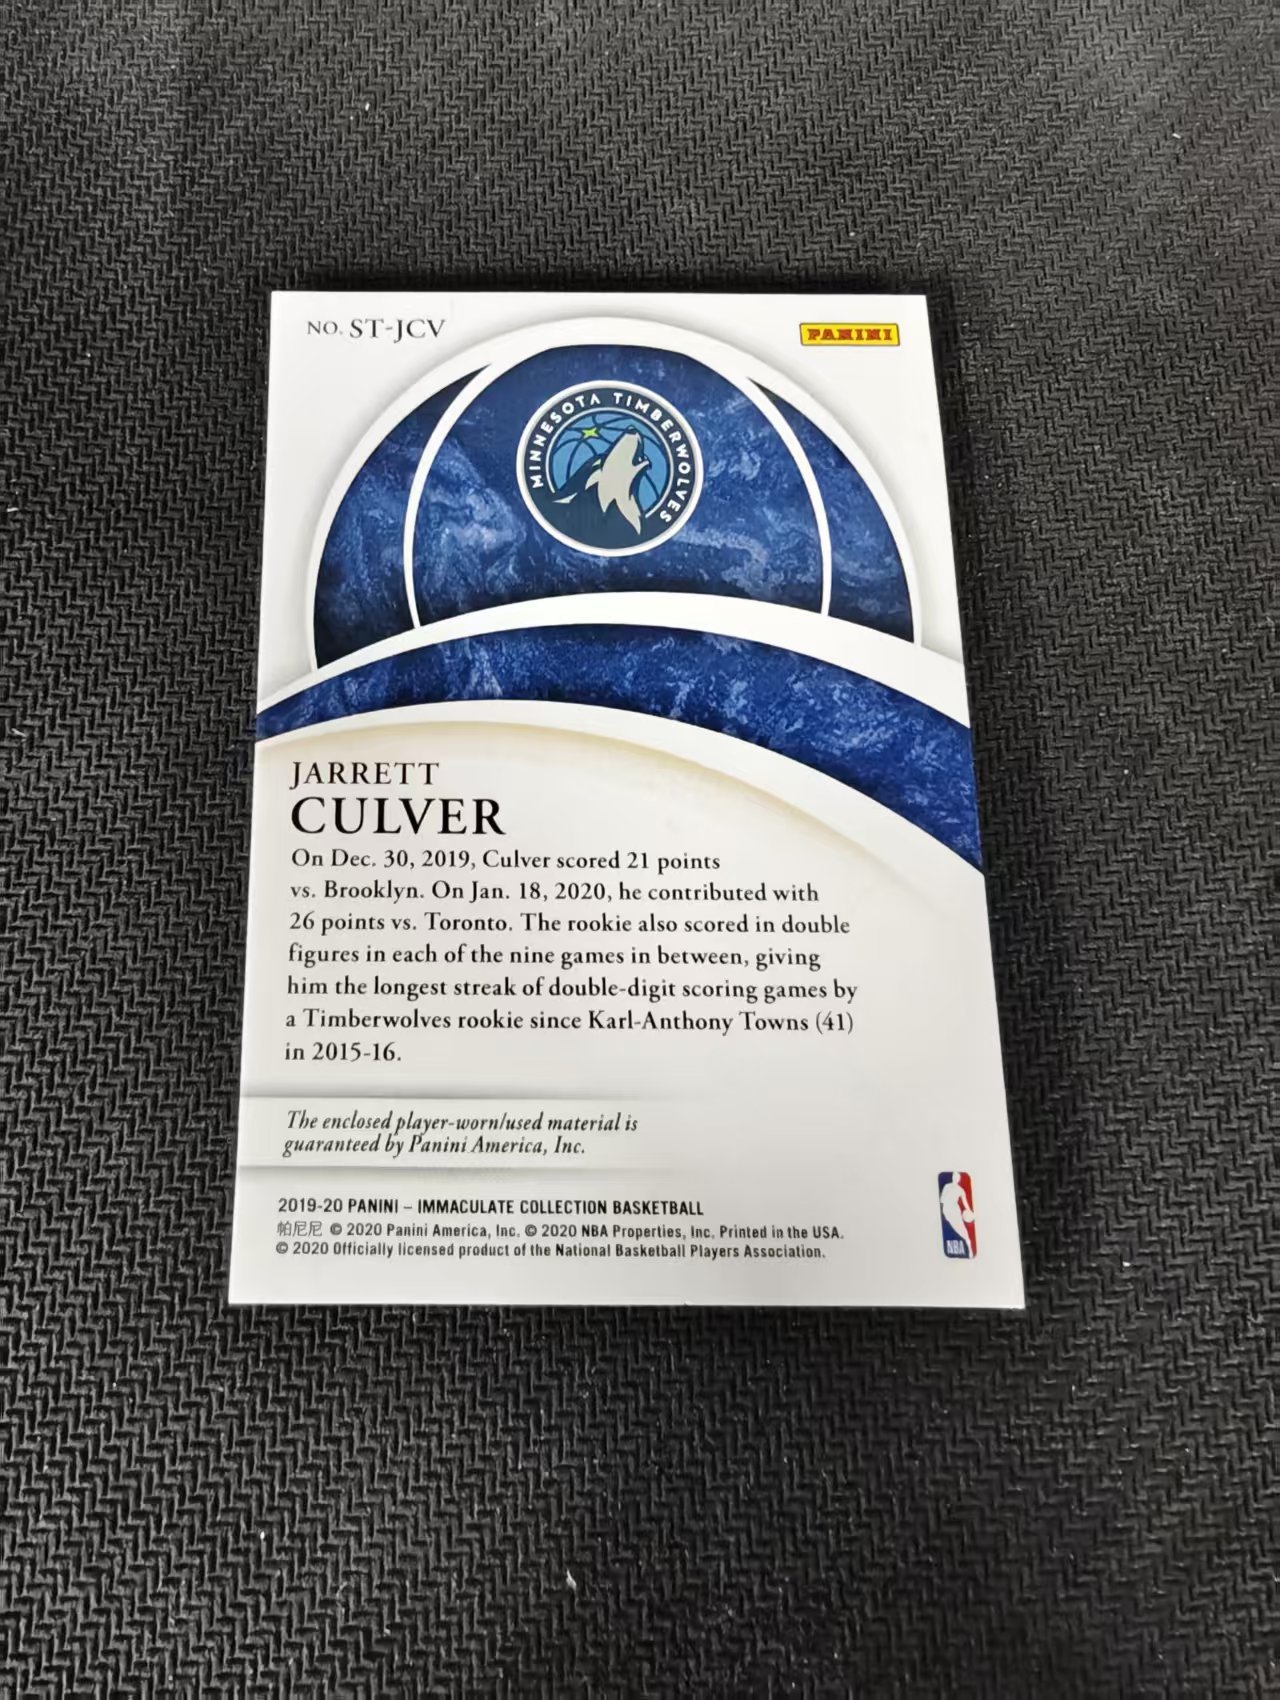 NO. ST-JCV
PANINI
MINNESOTA TIMBERWOLVES
JARRETT
CULVER
On Dec. 30, 2019, Culver scored 21 points
vs. Brooklyn. On Jan. 18, 2020, he contributed with
26 points vs. Toronto. The rookie also scored in double
figures in each of the nine games in between, giving
him the longest streak of double-digit scoring games by
a Timberwolves rookie since Karl-Anthony Towns (41)
in 2015-16.
The enclosed player-worn/used material is
guaranteed by Panini America, Inc.
2019-20 PANINI – IMMACULATE COLLECTION BASKETBALL
帕尼尼 © 2020 Panini America, Inc. © 2020 NBA Properties, Inc. Printed in the USA.
© 2020 Officially licensed product of the National Basketball Players Association.
NBA